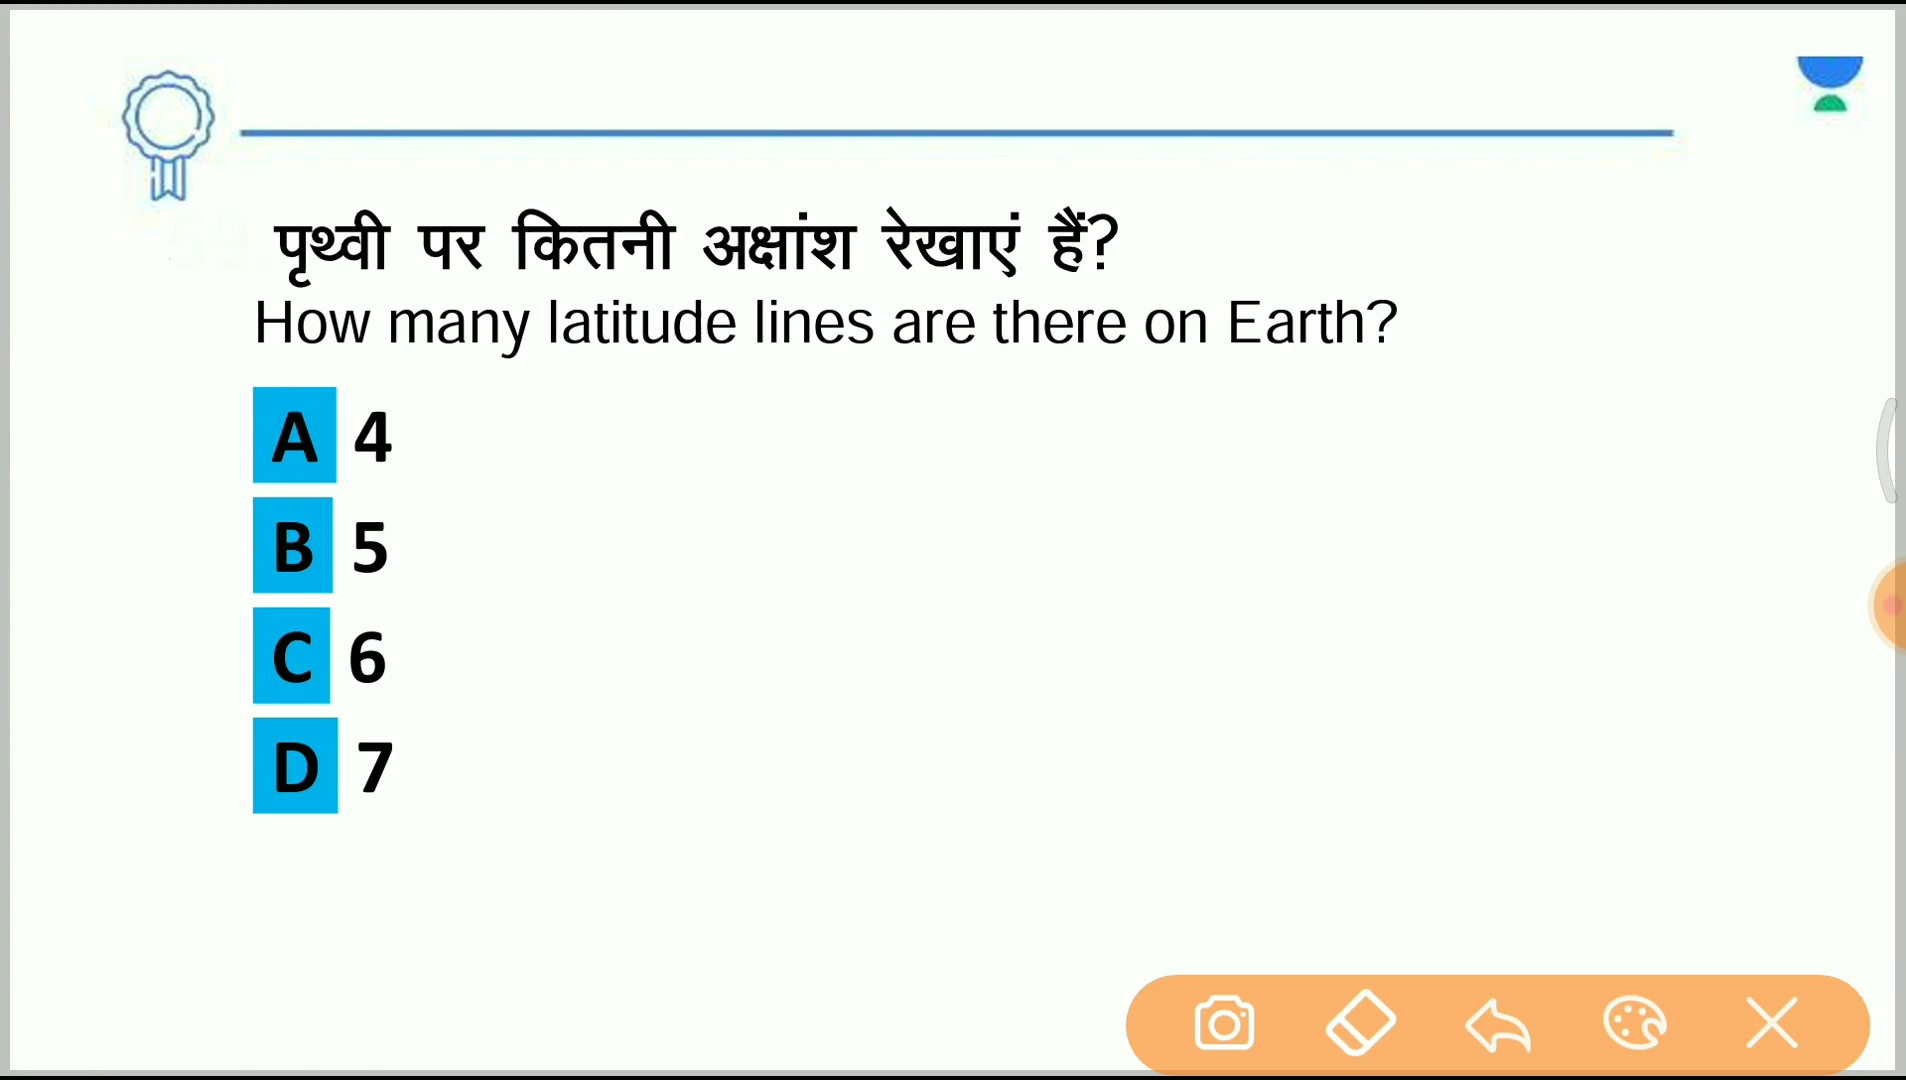 पृथ्वी पर कितनी अक्षांश रेखाएं हैं?
How many latitude lines are there on Earth?
A 4
B 5
C 6
D 7